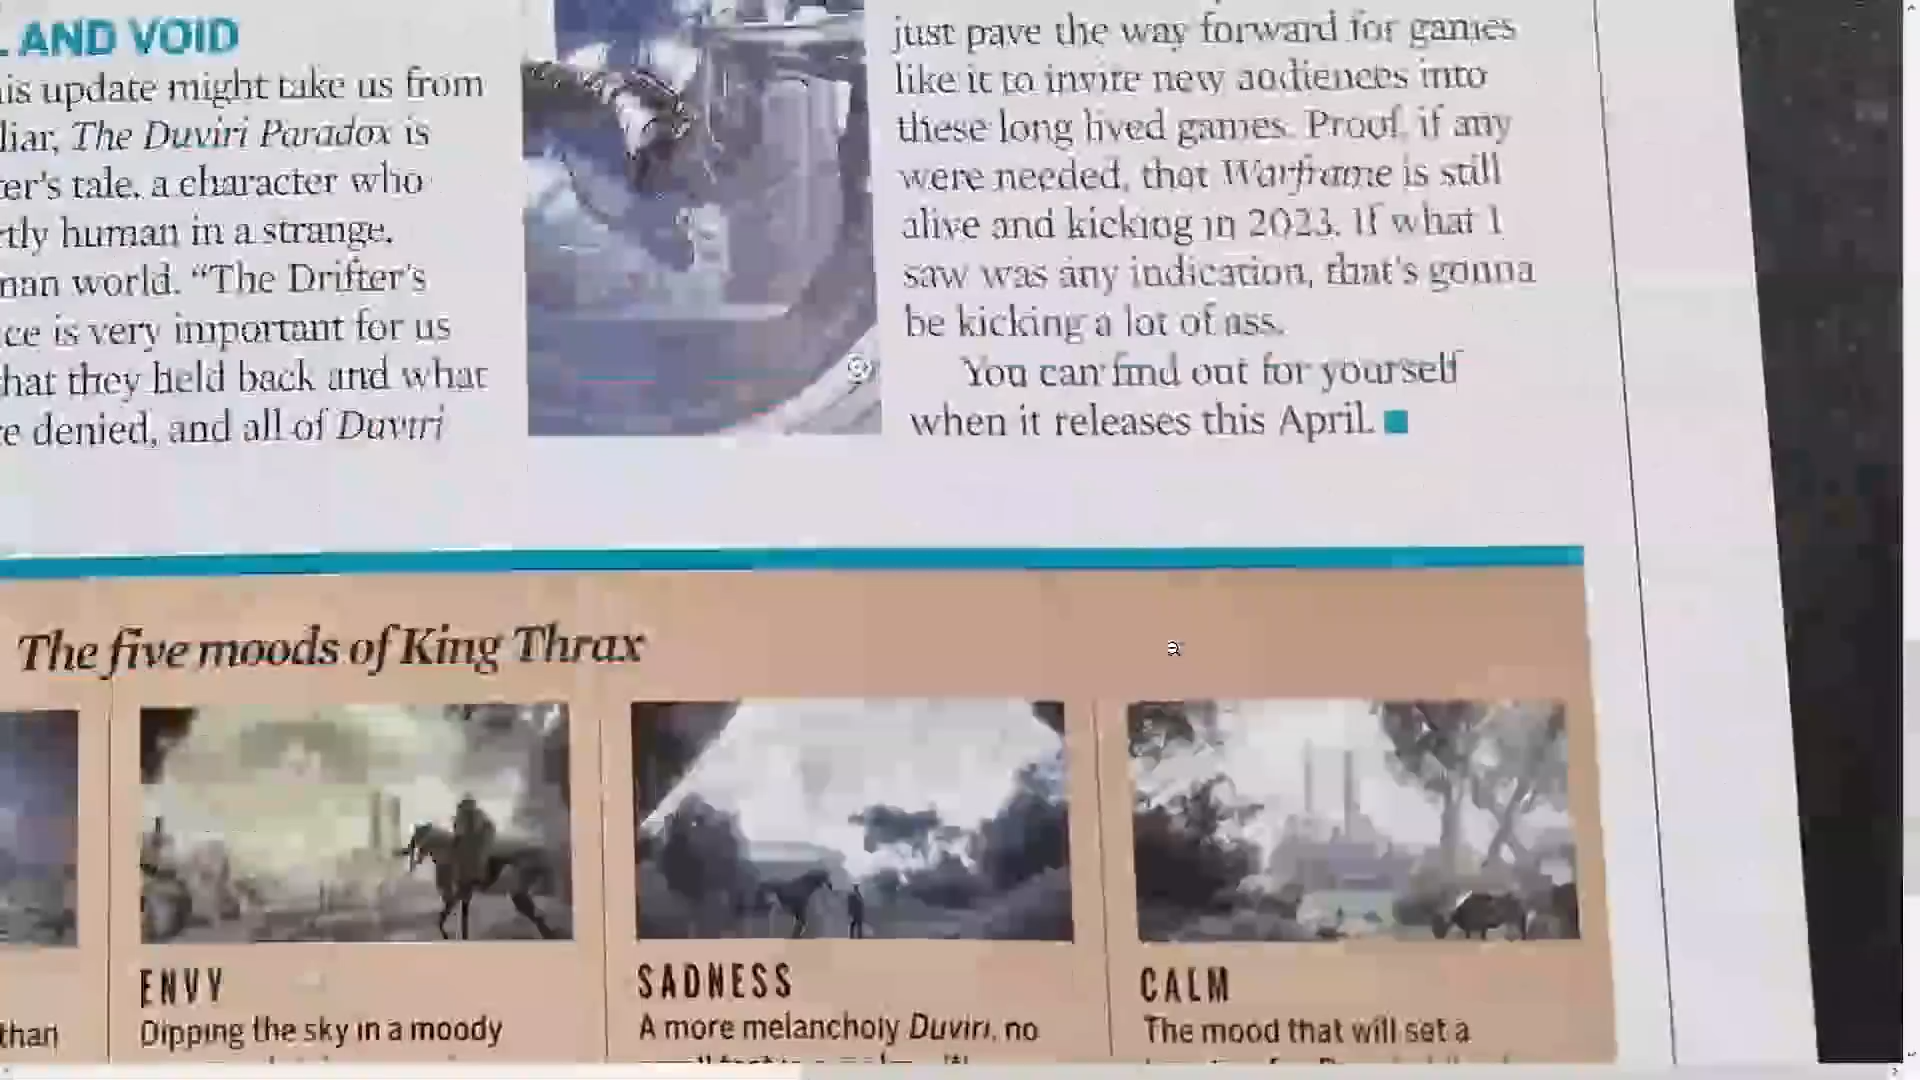 AND VOID
is update might take us from
liar, The Duviri Paradox is
er's tale, a character who
tly human in a strange,
man world. “The Drifter's
ce is very important for us
hat they held back and what
e denied, and all of Duviri
just pave the way forward for games
like it to invite new audiences into
these long lived games. Proof, if any
were needed, that Warframe is still
alive and kicking in 2023. If what I
saw was any indication, that's gonna
be kicking a lot of ass.
You can find out for yourself
when it releases this April.
The five moods of King Thrax
than
ENVY
Dipping the sky in a moody
SADNESS
A more melancholy Duviri, no
CALM
The mood that will set a